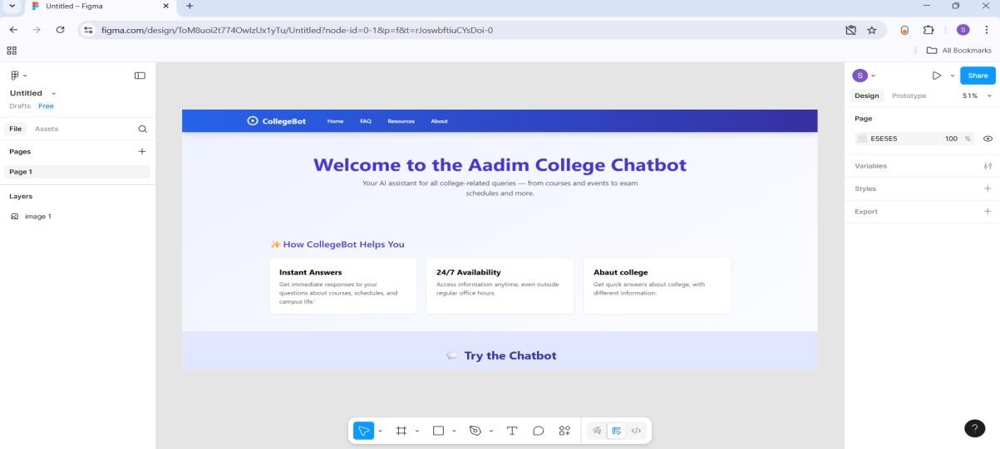 Untitled – Figma
figma.com/design/ToM8uoi2t774OwIzUx1yTu/Untitled?node-id=0-1&p=f&t=rJoswbftiuCYsDoi-0
S
All Bookmarks
Untitled
Drafts Free
File Assets
Pages
Page 1
Layers
image 1
CollegeBot Home FAQ Resources About
Welcome to the Aadim College Chatbot
Your AI assistant for all college-related queries — from courses and events to exam
schedules and more.
✨ How CollegeBot Helps You
Instant Answers
Get immediate responses to your
questions about courses, schedules, and
campus life.'
24/7 Availability
Access information anytime, even outside
regular office hours.
Abaut college
Get quick answers about college, with
different information.
💬 Try the Chatbot
S
Share
Design Prototype 51%
Page
E5E5E5 100 %
Variables
Styles
Export
T
</>
?